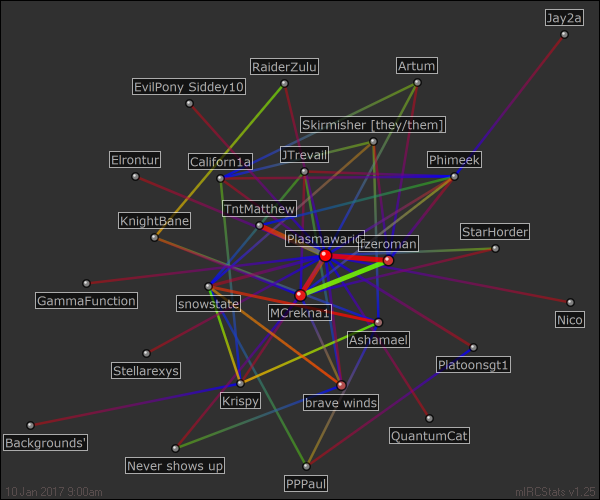 Jay2a
RaiderZulu
Artum
EvilPony Siddey10
Skirmisher [they/them]
Elrontur
Californ1a
JTrevail
Phimeek
TntMatthew
KnightBane
Plasmawario
fzeroman
StarHorder
GammaFunction
snowstate
MCrekna1
Nico
Ashamael
Stellarexys
Platoonsgt1
Krispy
brave winds
QuantumCat
Backgrounds'
Never shows up
PPPaul
10 Jan 2017 9:00am
mIRCStats v1.25